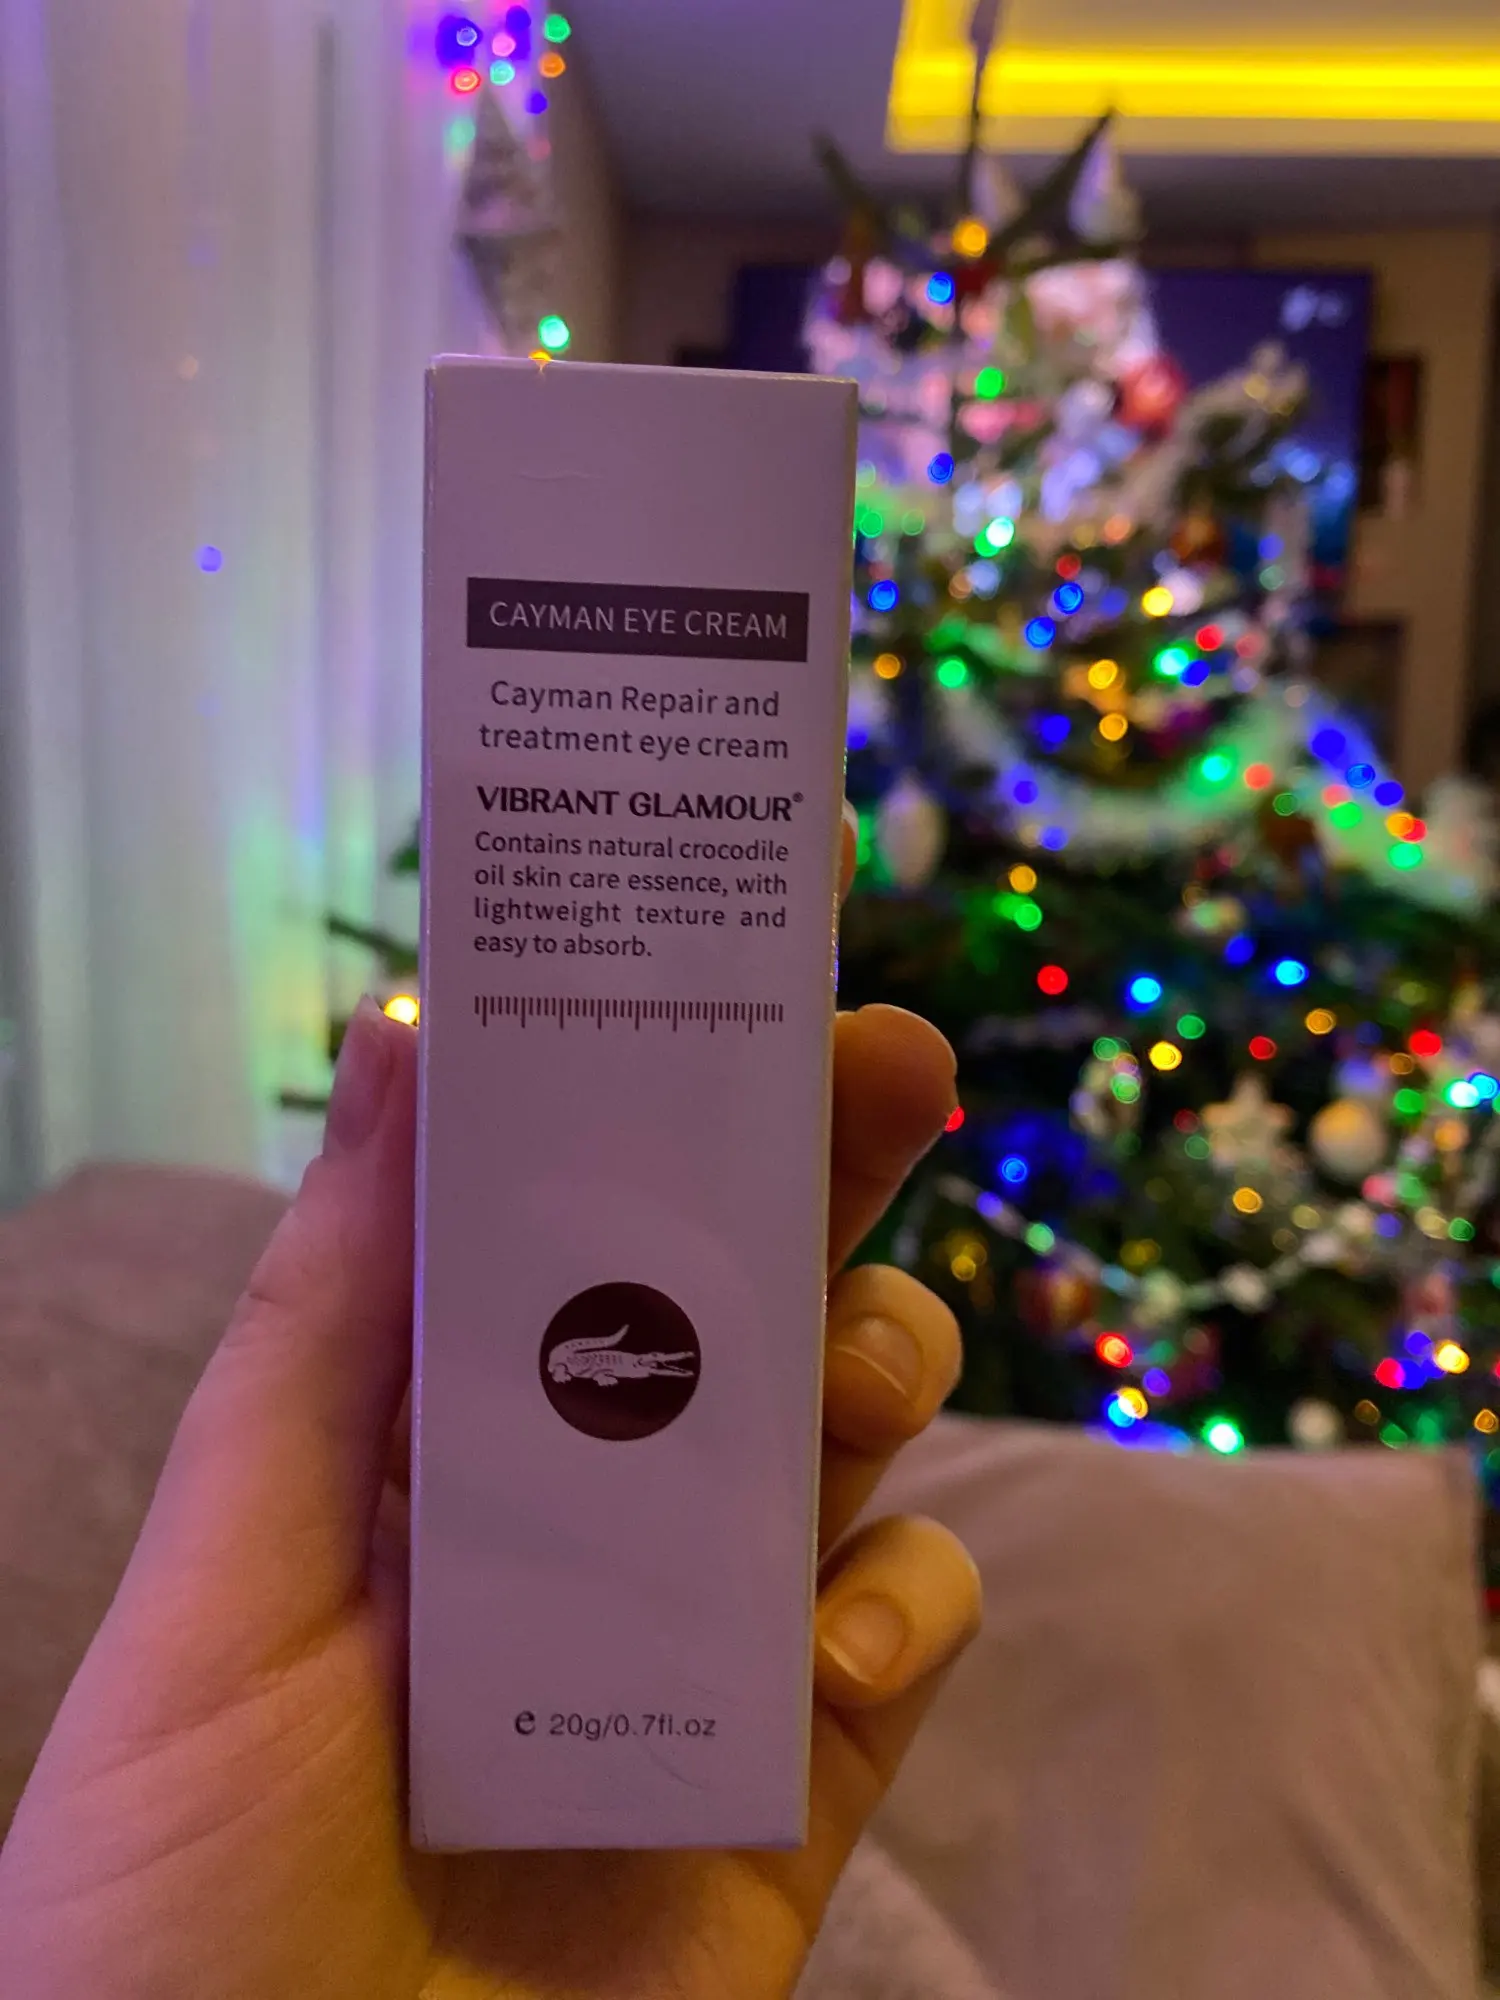 CAYMAN EYE CREAM
Cayman Repair and
treatment eye cream
VIBRANT GLAMOUR®
Contains natural crocodile
oil skin care essence, with
lightweight texture and
easy to absorb.
e 20g/0.7fl.oz